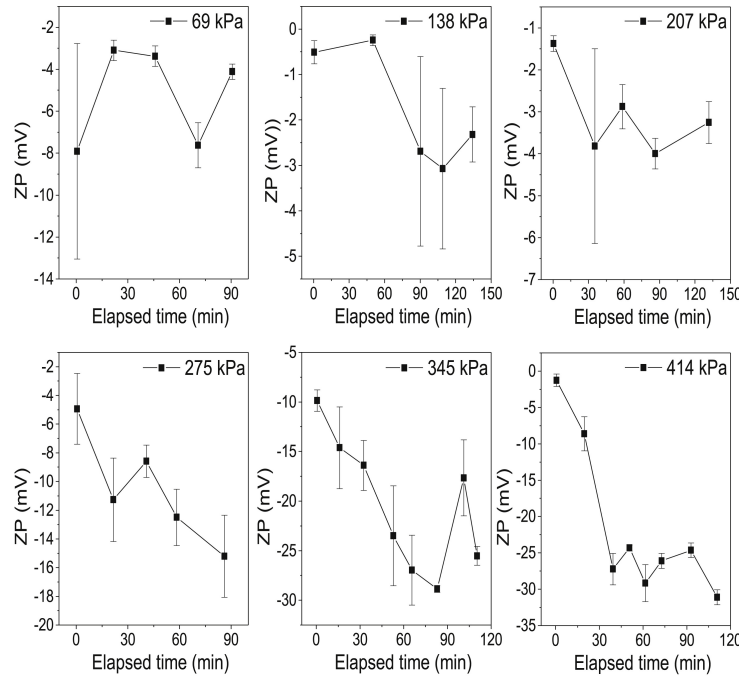 69 kPa
-2
-4
-6
-8
-10
-12
-14
ZP (mV)
0 30 60 90
Elapsed time (min)
138 kPa
0
-1
-2
-3
-4
-5
ZP (mV))
0 30 60 90 120 150
Elapsed time (min)
207 kPa
-1
-2
-3
-4
-5
-6
-7
ZP (mV)
0 30 60 90 120 150
Elapsed time (min)
275 kPa
-2
-4
-6
-8
-10
-12
-14
-16
-18
-20
ZP (mV)
0 30 60 90
Elapsed time (min)
345 kPa
-5
-10
-15
-20
-25
-30
ZP (mV)
0 30 60 90 120
Elapsed time (min)
414 kPa
0
-5
-10
-15
-20
-25
-30
-35
ZP (mV)
0 30 60 90 120
Elapsed time (min)